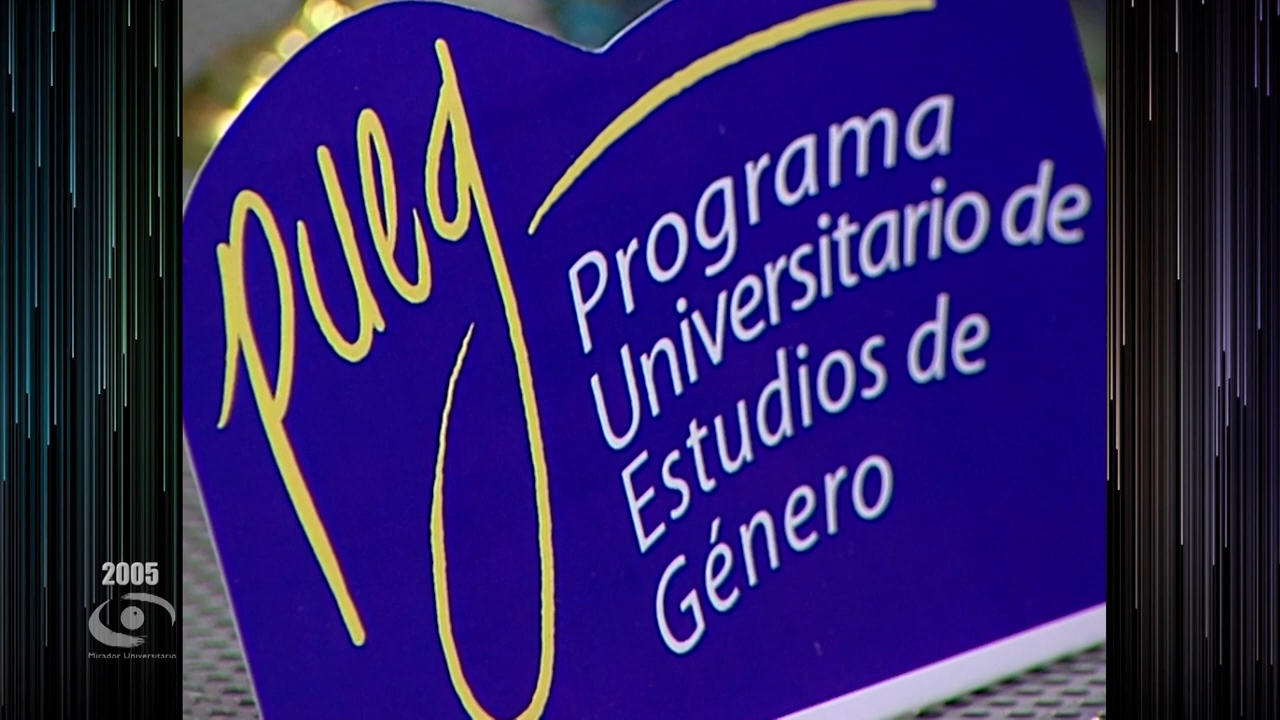 pueg
Programa
Universitario de
Estudios de
Género
2005
Mirador Universitario